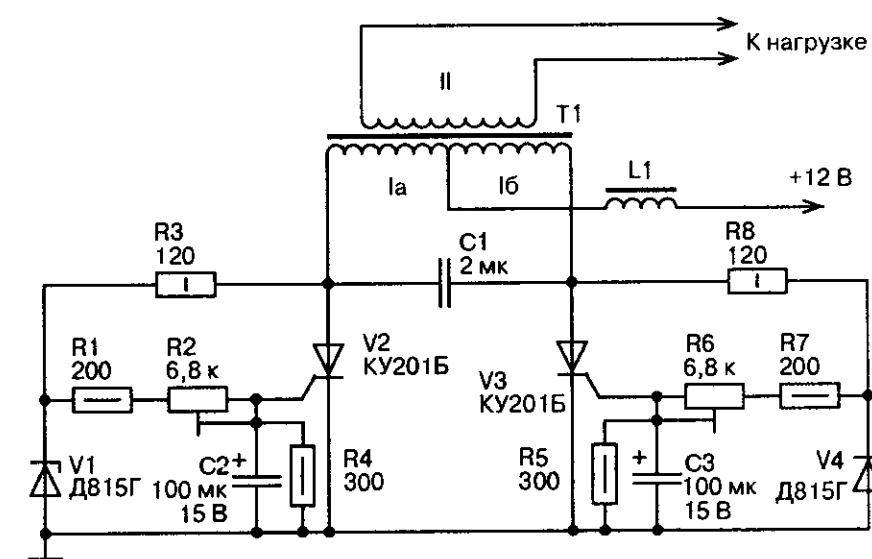 К нагрузке
II
T1
Iа
Iб
L1
+12 В
R3
120
C1
2 мк
R8
120
R1
200
R2
6,8 к
V2
КУ201Б
V3
КУ201Б
R6
6,8 к
R7
200
V1
Д815Г
C2
+
100 мк
15 В
R4
300
R5
300
+
C3
100 мк
15 В
V4
Д815Г